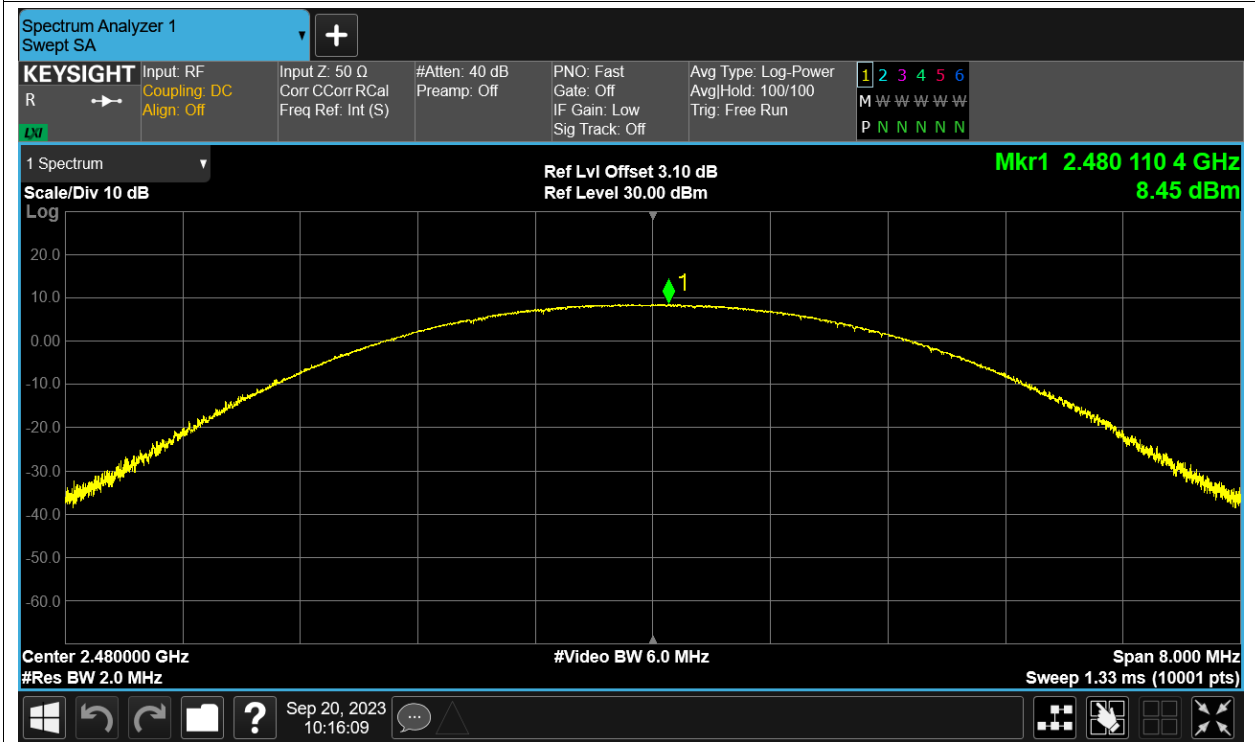 Spectrum Analyzer 1
Swept SA
+
KEYSIGHT
R
LXI
Input: RF
Coupling: DC
Align: Off
Input Z: 50 Ω
Corr CCorr RCal
Freq Ref: Int (S)
#Atten: 40 dB
Preamp: Off
PNO: Fast
Gate: Off
IF Gain: Low
Sig Track: Off
Avg Type: Log-Power
Avg|Hold: 100/100
Trig: Free Run
1 2 3 4 5 6
M W W W W W
P N N N N N
1 Spectrum
Scale/Div 10 dB
Log
Ref Lvl Offset 3.10 dB
Ref Level 30.00 dBm
Mkr1 2.480 110 4 GHz
8.45 dBm
1
20.0
10.0
0.00
-10.0
-20.0
-30.0
-40.0
-50.0
-60.0
Center 2.480000 GHz
#Video BW 6.0 MHz
Span 8.000 MHz
#Res BW 2.0 MHz
Sweep 1.33 ms (10001 pts)
?
Sep 20, 2023
10:16:09